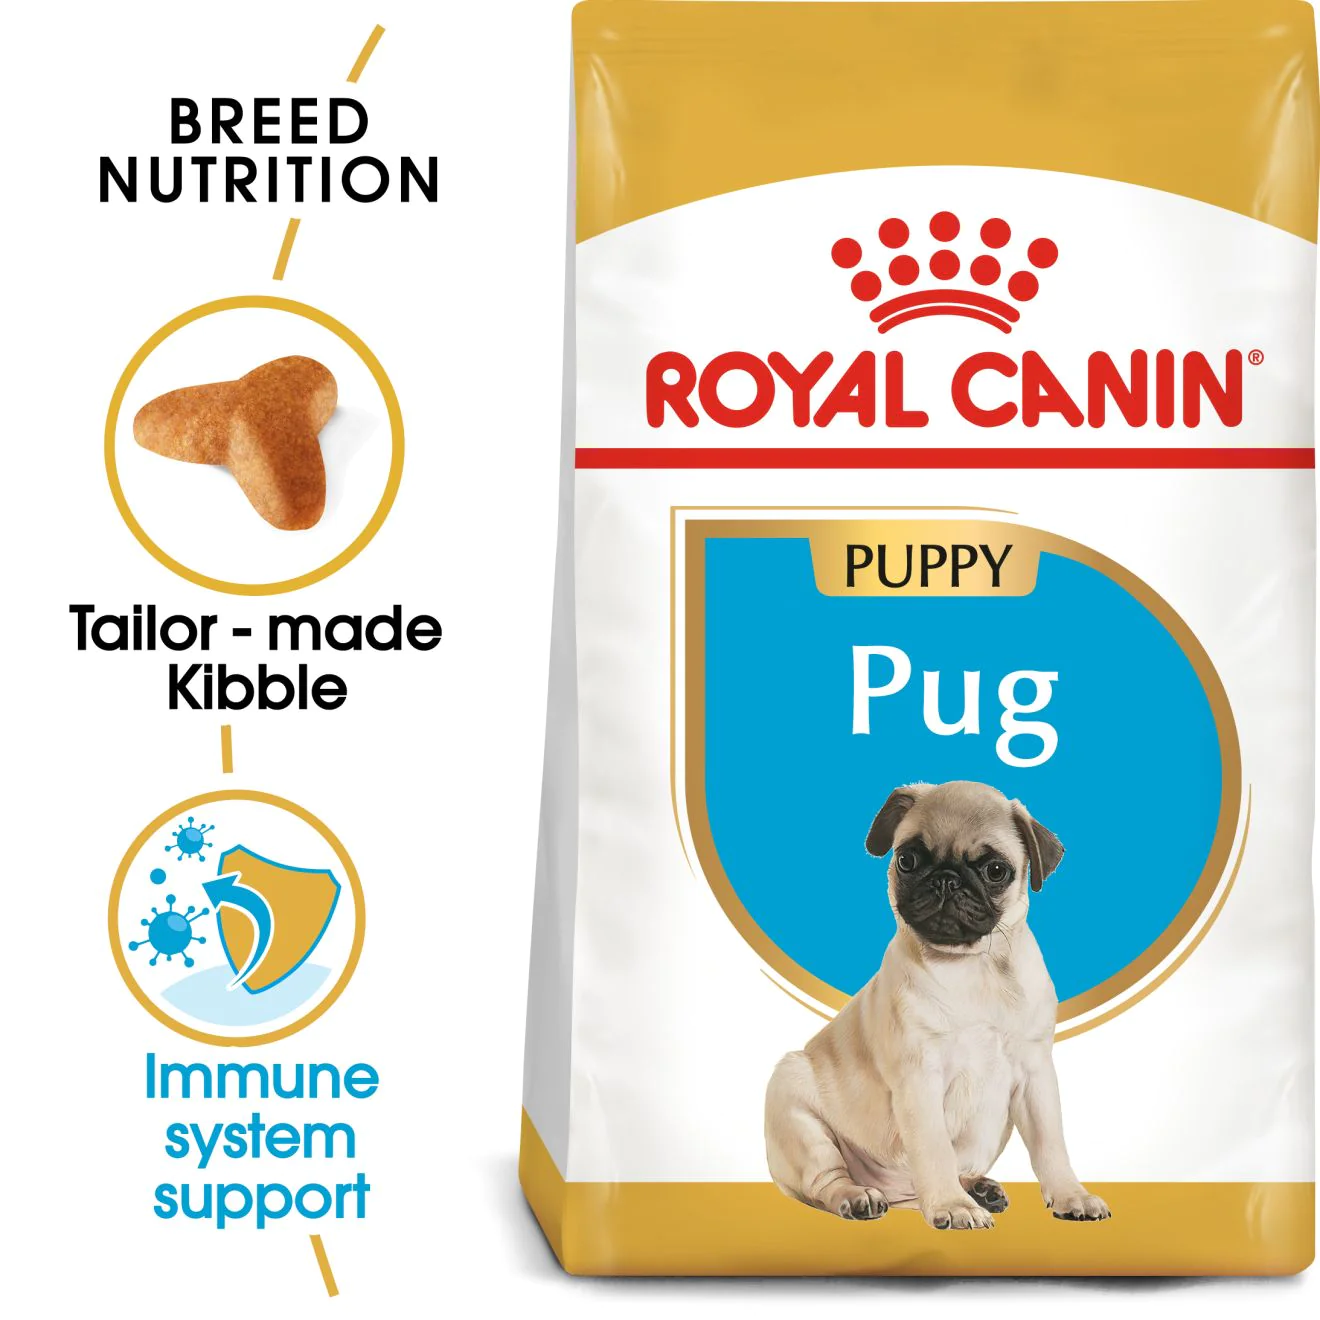 BREED
NUTRITION
Tailor - made
Kibble
Immune
system
support
ROYAL CANIN®
PUPPY
Pug